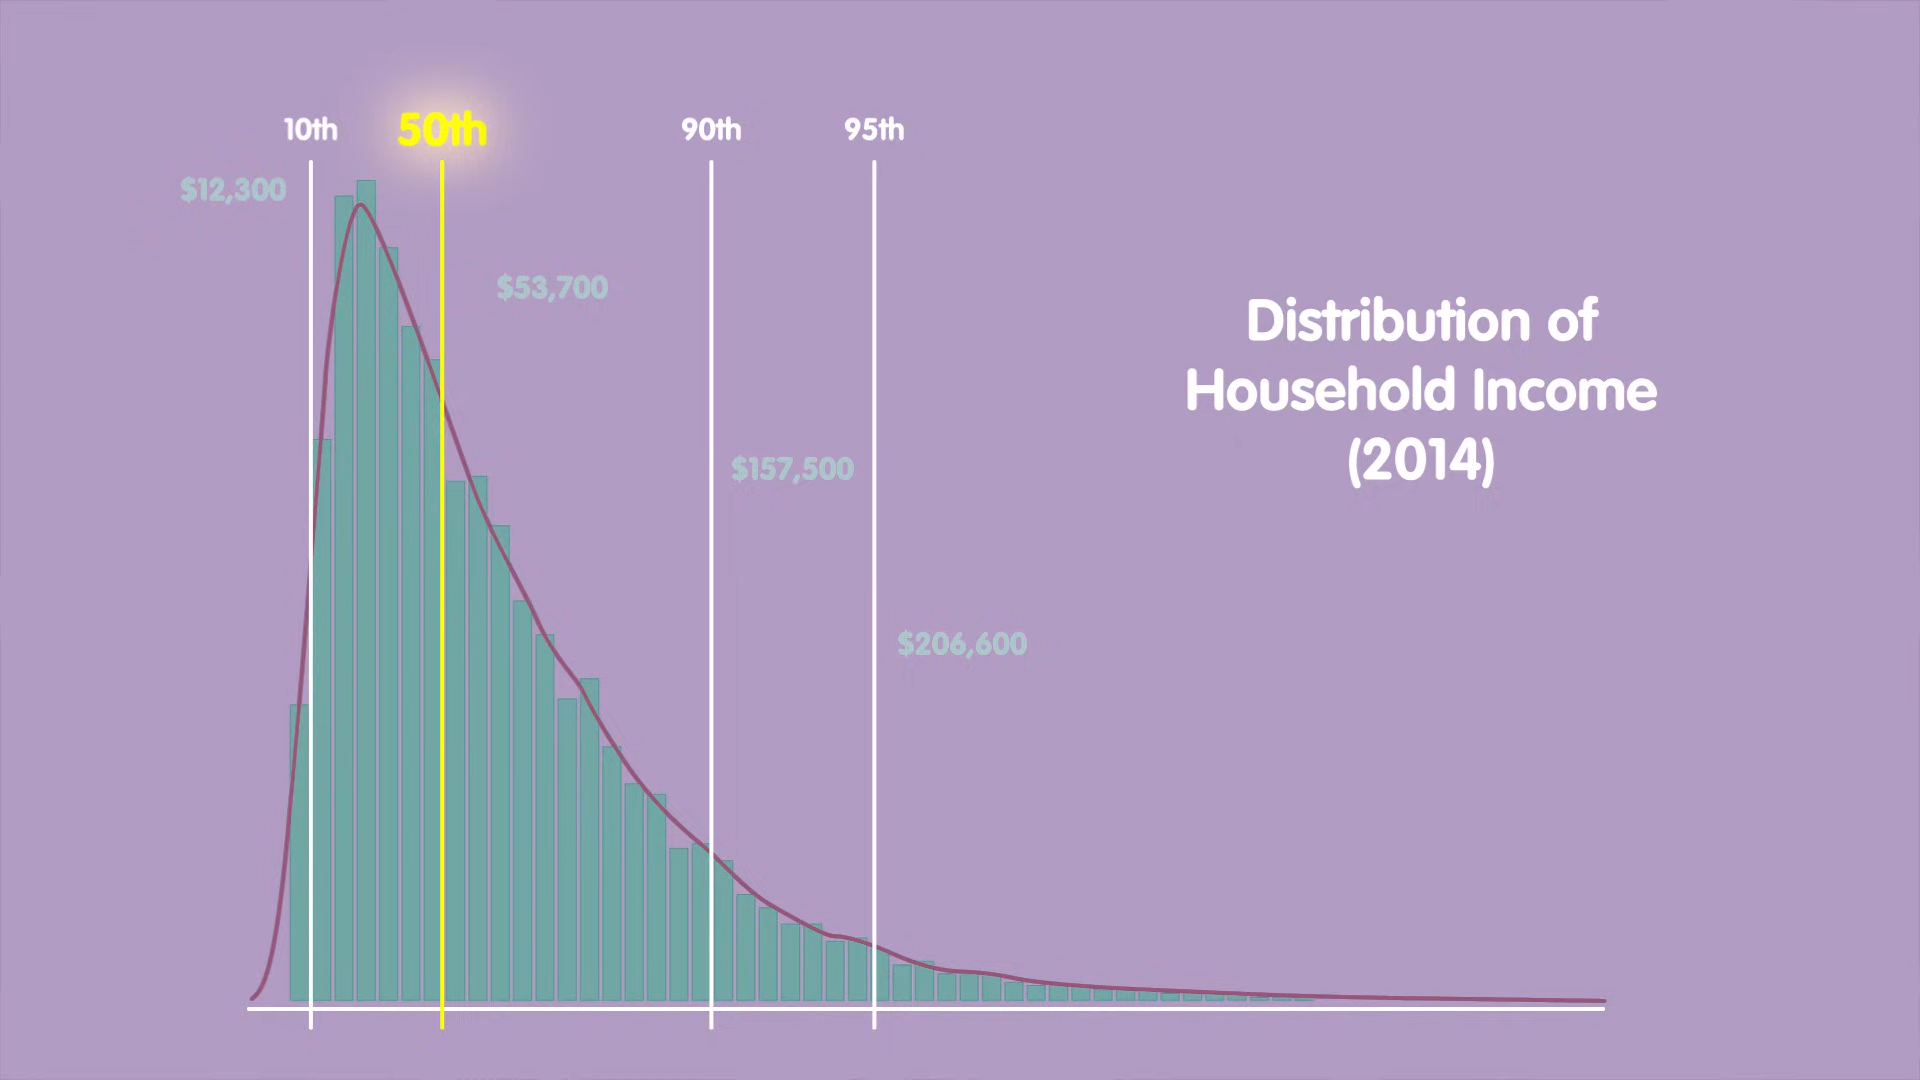 10th
50th
90th
95th
$12,300
$53,700
$157,500
$206,600
Distribution of
Household Income
(2014)